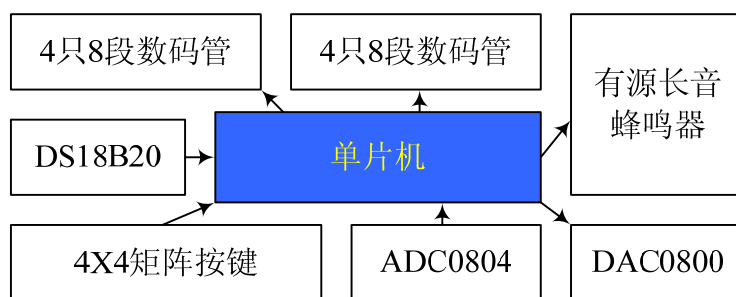 4只8段数码管
4只8段数码管
有源长音
蜂鸣器
DS18B20
单片机
4X4矩阵按键
ADC0804
DAC0800